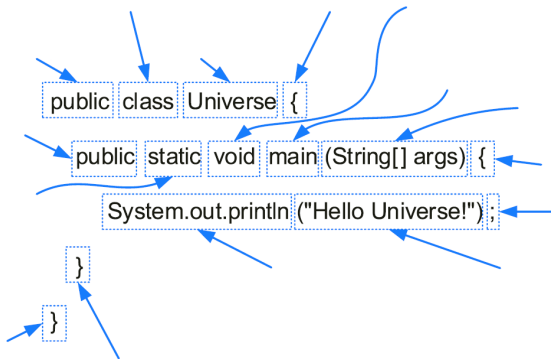 public class Universe {
public static void main (String[] args) {
System.out.println ("Hello Universe!") ;
}
}